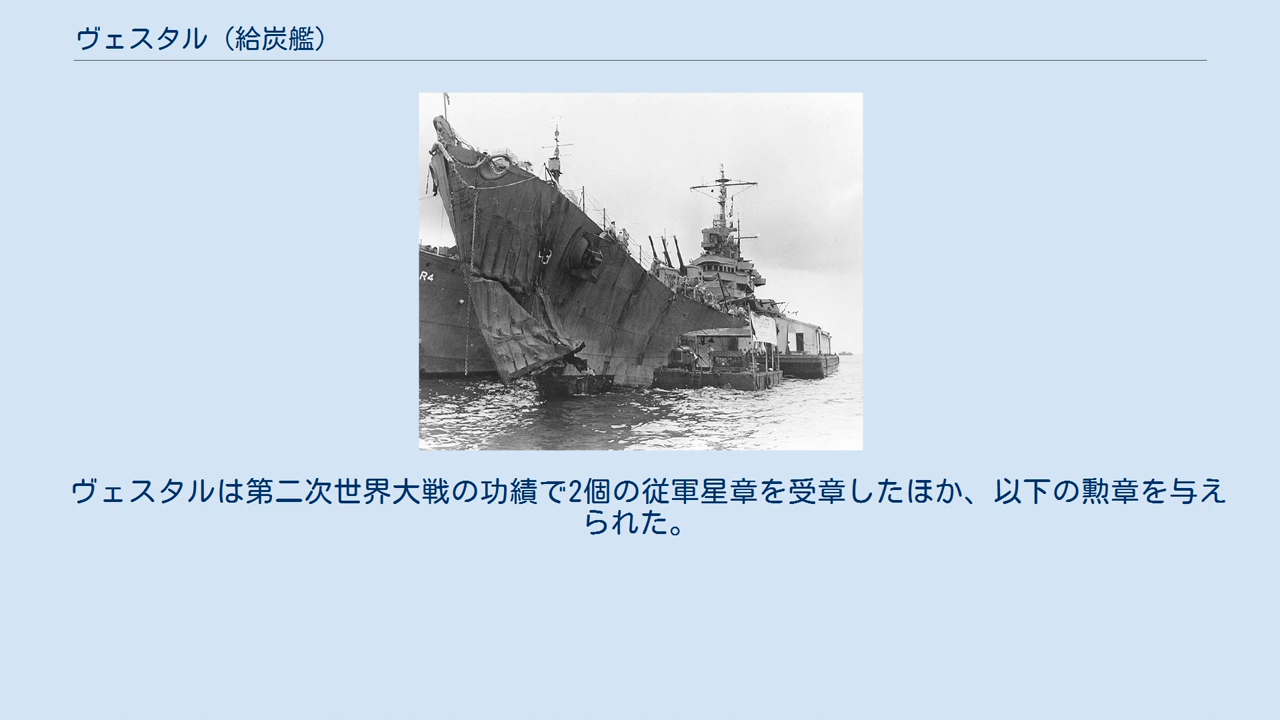 ヴェスタル（給炭艦）
R4
ヴェスタルは第二次世界大戦の功績で2個の従軍星章を受章したほか、以下の勲章を与え
られた。